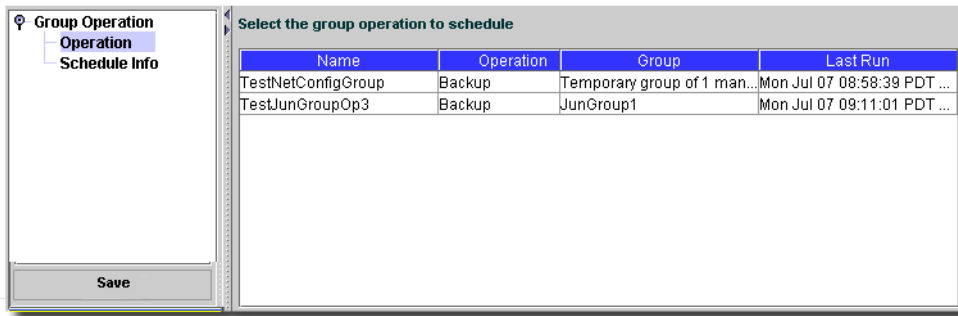 Group Operation
Operation
Schedule Info
Save
Select the group operation to schedule
Name Operation Group Last Run
TestNetConfigGroup Backup Temporary group of 1 man... Mon Jul 07 08:58:39 PDT ...
TestJunGroupOp3 Backup JunGroup1 Mon Jul 07 09:11:01 PDT ...